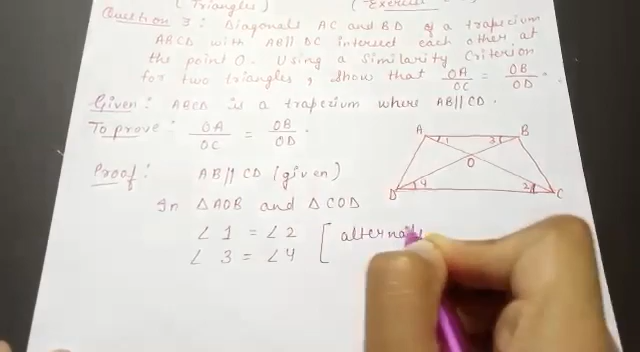 (Triangles) (Exercise
Question 3: Diagonals AC and BD of a trapezium
ABCD with AB||DC intersect each other at
the point O. Using a Similarity Criterion
for two triangles, show that OA/OC = OB/OD.
Given: ABCD is a trapezium where AB||CD.
To prove: OA/OC = OB/OD.
Proof: AB||CD (given)
In △AOB and △COD
∠1 = ∠2 [alternate
∠3 = ∠4
A B
1 3
O
4 2
D C